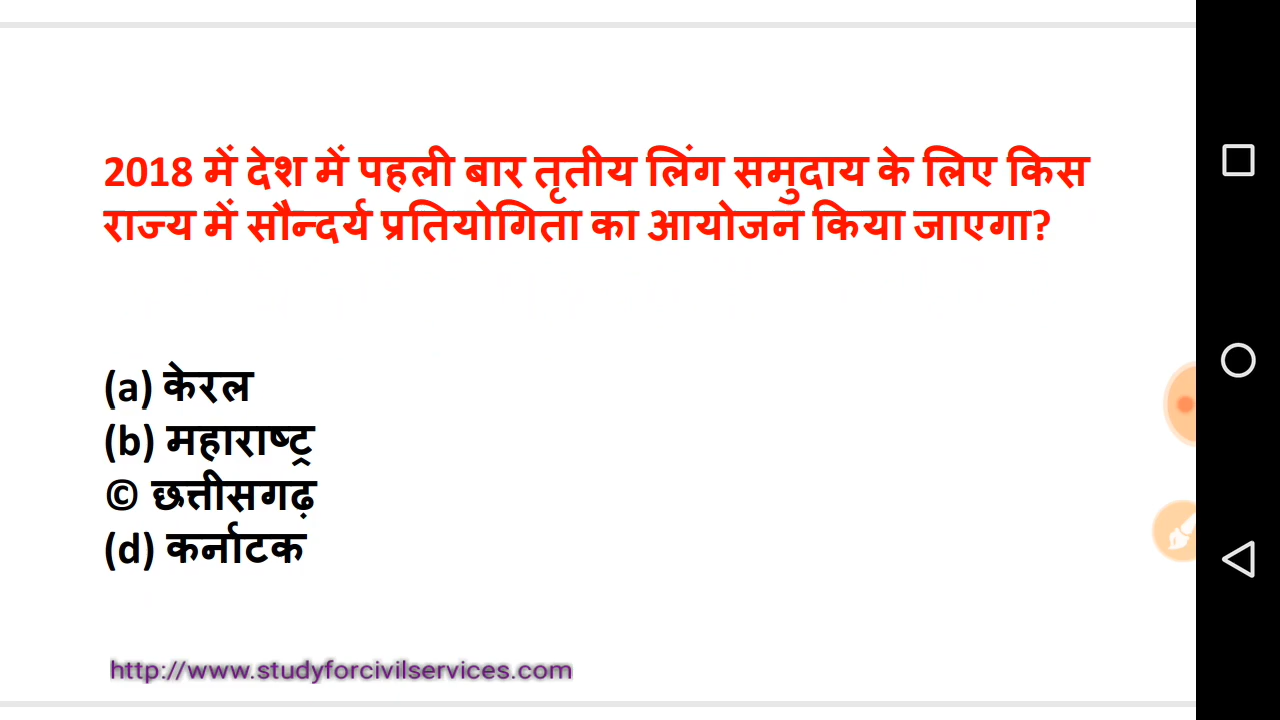 2018 में देश में पहली बार तृतीय लिंग समुदाय के लिए किस
राज्य में सौन्दर्य प्रतियोगिता का आयोजन किया जाएगा?
(a) केरल
(b) महाराष्ट्र
© छत्तीसगढ़
(d) कर्नाटक
http://www.studyforcivilservices.com